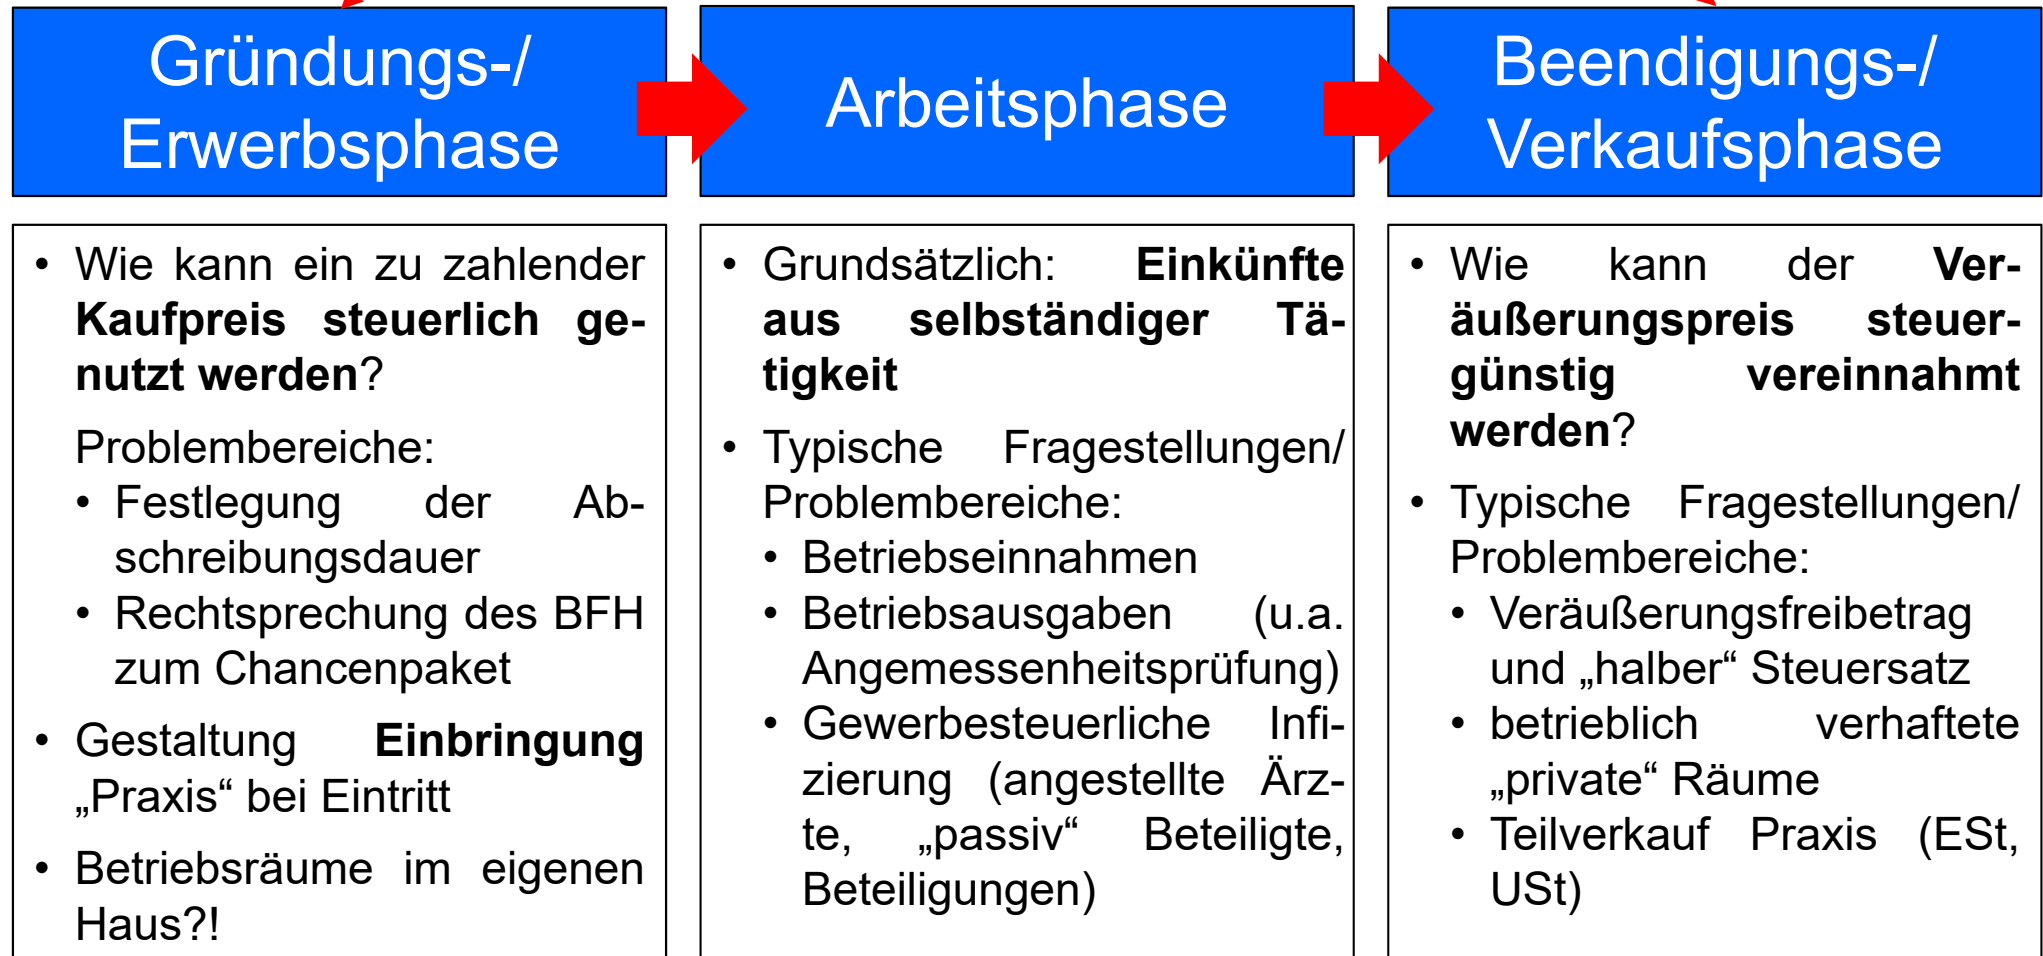 Gründungs-/
Erwerbsphase
Arbeitsphase
Beendigungs-/
Verkaufsphase
• Wie kann ein zu zahlender
Kaufpreis steuerlich ge-
nutzt werden?
Problembereiche:
• Festlegung der Ab-
schreibungsdauer
• Rechtsprechung des BFH
zum Chancenpaket
• Gestaltung Einbringung
„Praxis“ bei Eintritt
• Betriebsräume im eigenen
Haus?!
• Grundsätzlich: Einkünfte
aus selbständiger Tä-
tigkeit
• Typische Fragestellungen/
Problembereiche:
• Betriebseinnahmen
• Betriebsausgaben (u.a.
Angemessenheitsprüfung)
• Gewerbesteuerliche Infi-
zierung (angestellte Ärz-
te, „passiv“ Beteiligte,
Beteiligungen)
• Wie kann der Ver-
äußerungspreis steuer-
günstig vereinnahmt
werden?
• Typische Fragestellungen/
Problembereiche:
• Veräußerungsfreibetrag
und „halber“ Steuersatz
• betrieblich verhaftete
„private“ Räume
• Teilverkauf Praxis (ESt,
USt)